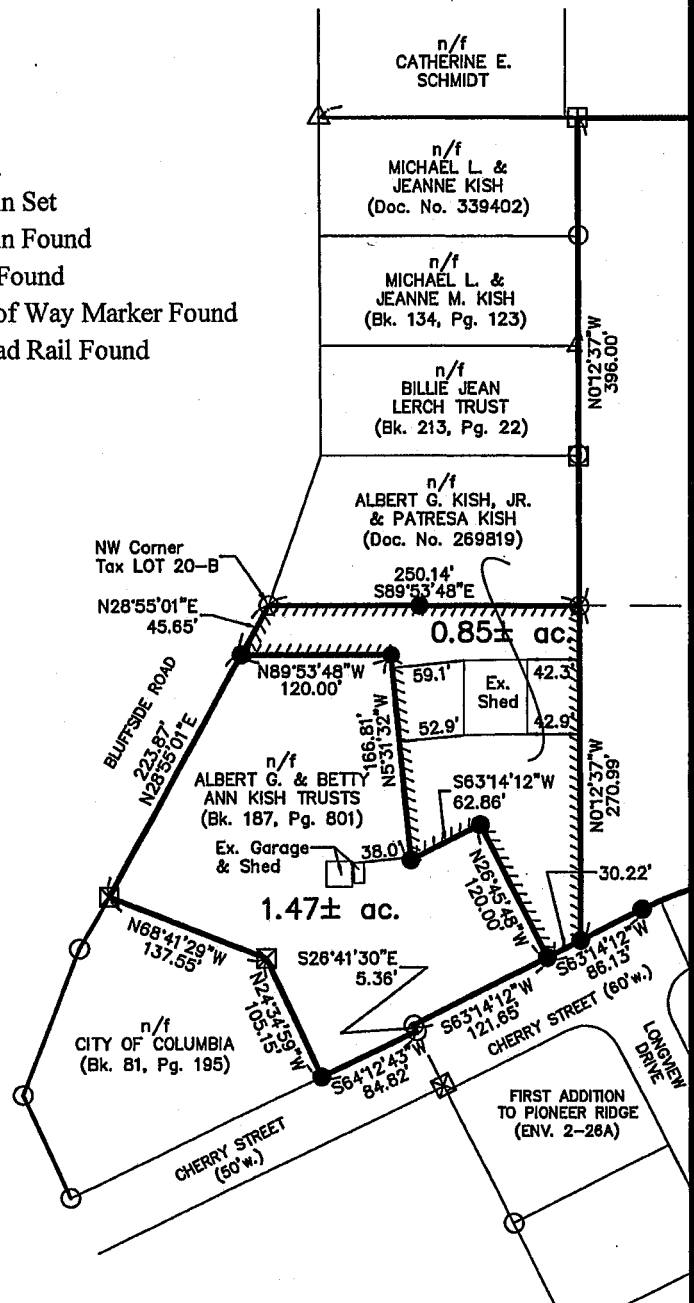 n/f
CATHERINE E.
SCHMIDT
n Set
n Found
Found
of Way Marker Found
ad Rail Found
n/f
MICHAEL L. &
JEANNE KISH
(Doc. No. 339402)
n/f
MICHAEL L. &
JEANNE M. KISH
(Bk. 134, Pg. 123)
N0°12'37"W
396.00'
n/f
BILLIE JEAN
LERCH TRUST
(Bk. 213, Pg. 22)
n/f
ALBERT G. KISH, JR.
& PATRESA KISH
(Doc. No. 269819)
NW Corner
Tax LOT 20-B
250.14'
S89°53'48"E
N28°55'01"E
45.65'
0.85± ac.
N89°53'48"W
120.00'
59.1'
Ex.
Shed
42.3'
52.9'
42.9'
BLUFFSIDE ROAD
223.87'
N28°55'01"E
166.81'
N5°31'32"W
N0°12'37"W
270.99'
n/f
ALBERT G. & BETTY
ANN KISH TRUSTS
(Bk. 187, Pg. 801)
S63°14'12"W
62.86'
Ex. Garage
& Shed
38.0'
N26°45'48"W
120.00'
30.22'
1.47± ac.
N68°41'29"W
137.55'
S26°41'30"E
5.36'
S63°14'12"W
86.13'
N24°34'59"W
105.15'
S63°14'12"W
121.65'
CHERRY STREET (60'w.)
n/f
CITY OF COLUMBIA
(Bk. 81, Pg. 195)
S64°12'43"W
84.82'
LONGVIEW
DRIVE
FIRST ADDITION
TO PIONEER RIDGE
(ENV. 2-26A)
CHERRY STREET
(50'w.)